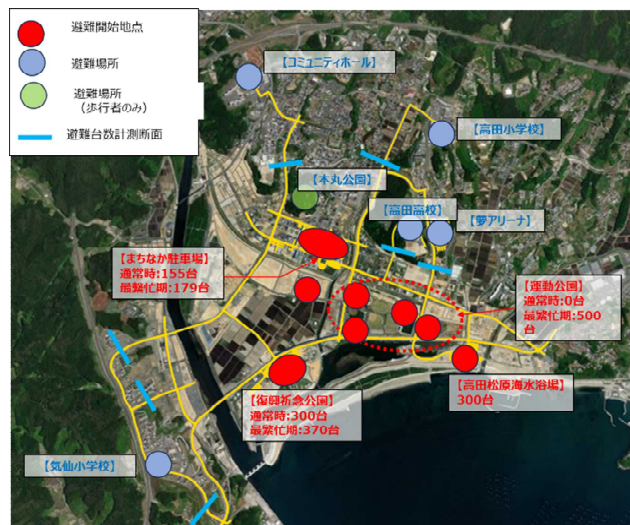 避難開始地点
避難場所
避難場所
(歩行者のみ)
避難台数計測断面
【コミュニティホール】
【高田小学校】
【本丸公園】
【高田高校】
【夢アリーナ】
【まちなか駐車場】
通常時:155台
最繁忙期:179台
【運動公園】
通常時:0台
最繁忙期:500
台
【高田松原海水浴場】
300台
【復興祈念公園】
通常時:300台
最繁忙期:370台
【気仙小学校】